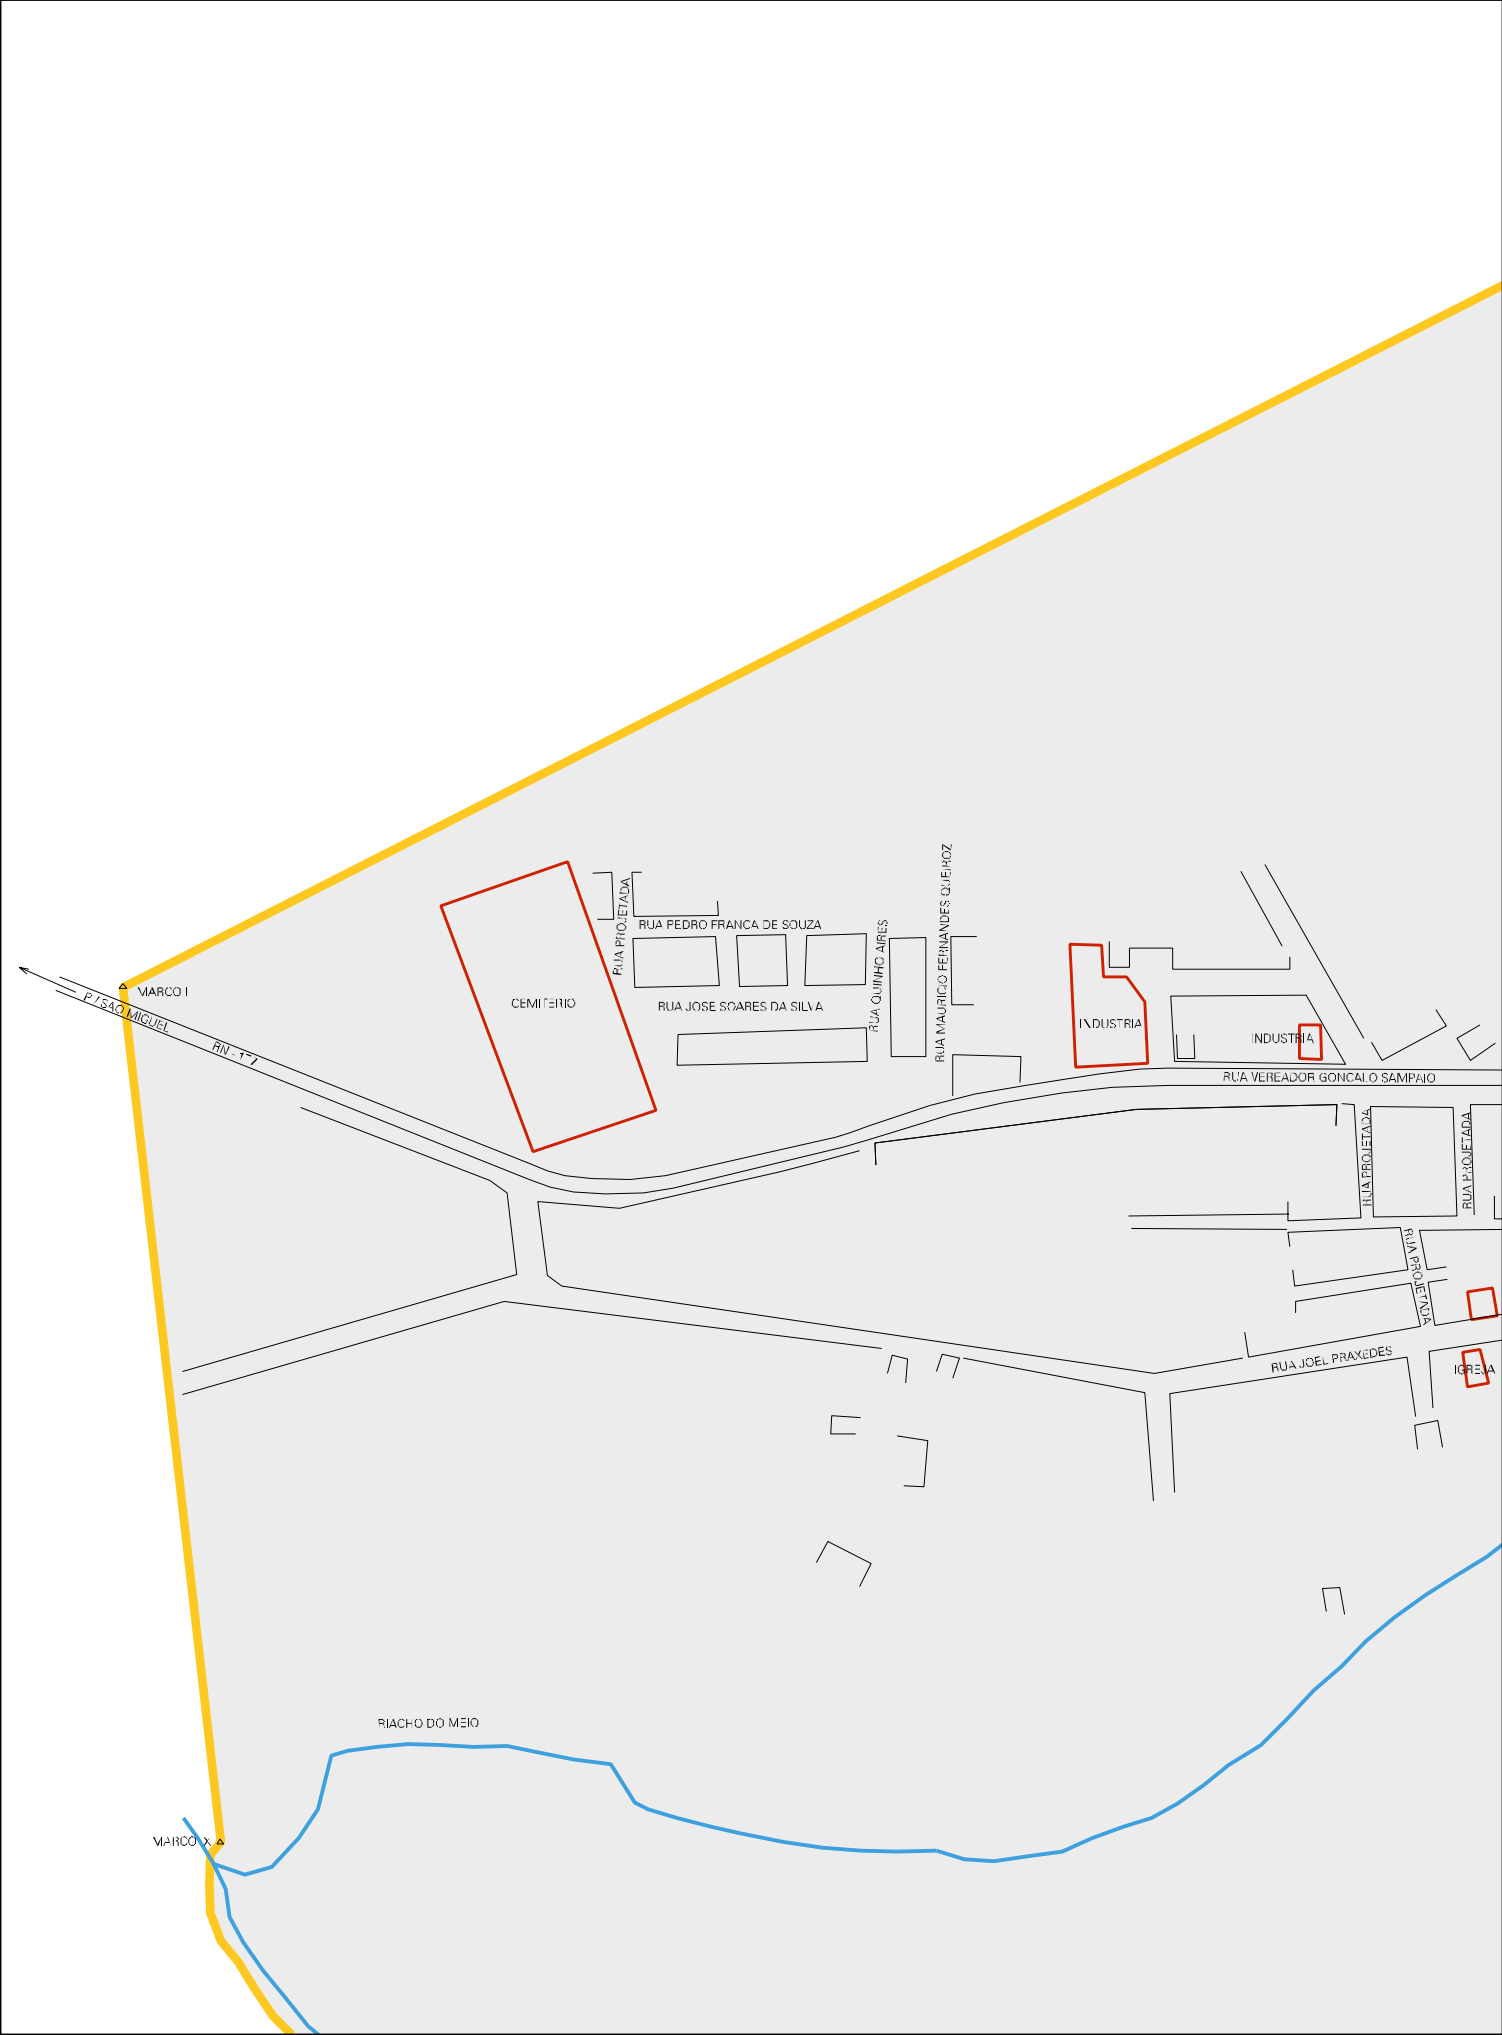 RUA MAURICIO FERNANDES QUEIROZ
RUA PROJETADA
RUA PEDRO FRANCA DE SOUZA
RUA QUINHO AIRES
MARCO I
P / SAO MIGUEL
CEMITERIO
RUA JOSE SOARES DA SILVA
INDUSTRIA
INDUSTRIA
RN - 177
RUA VEREADOR GONCALO SAMPAIO
RUA PROJETADA
RUA PROJETADA
RUA PROJETADA
RUA JOEL PRAXEDES
IGREJA
RIACHO DO MEIO
MARCO X